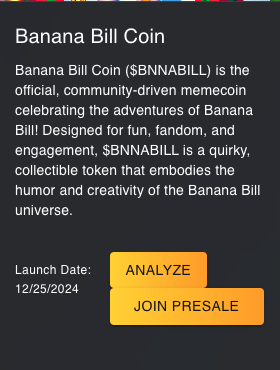 Banana Bill Coin
Banana Bill Coin ($BNNABILL) is the
official, community-driven memecoin
celebrating the adventures of Banana
Bill! Designed for fun, fandom, and
engagement, $BNNABILL is a quirky,
collectible token that embodies the
humor and creativity of the Banana Bill
universe.
Launch Date:
12/25/2024
ANALYZE
JOIN PRESALE